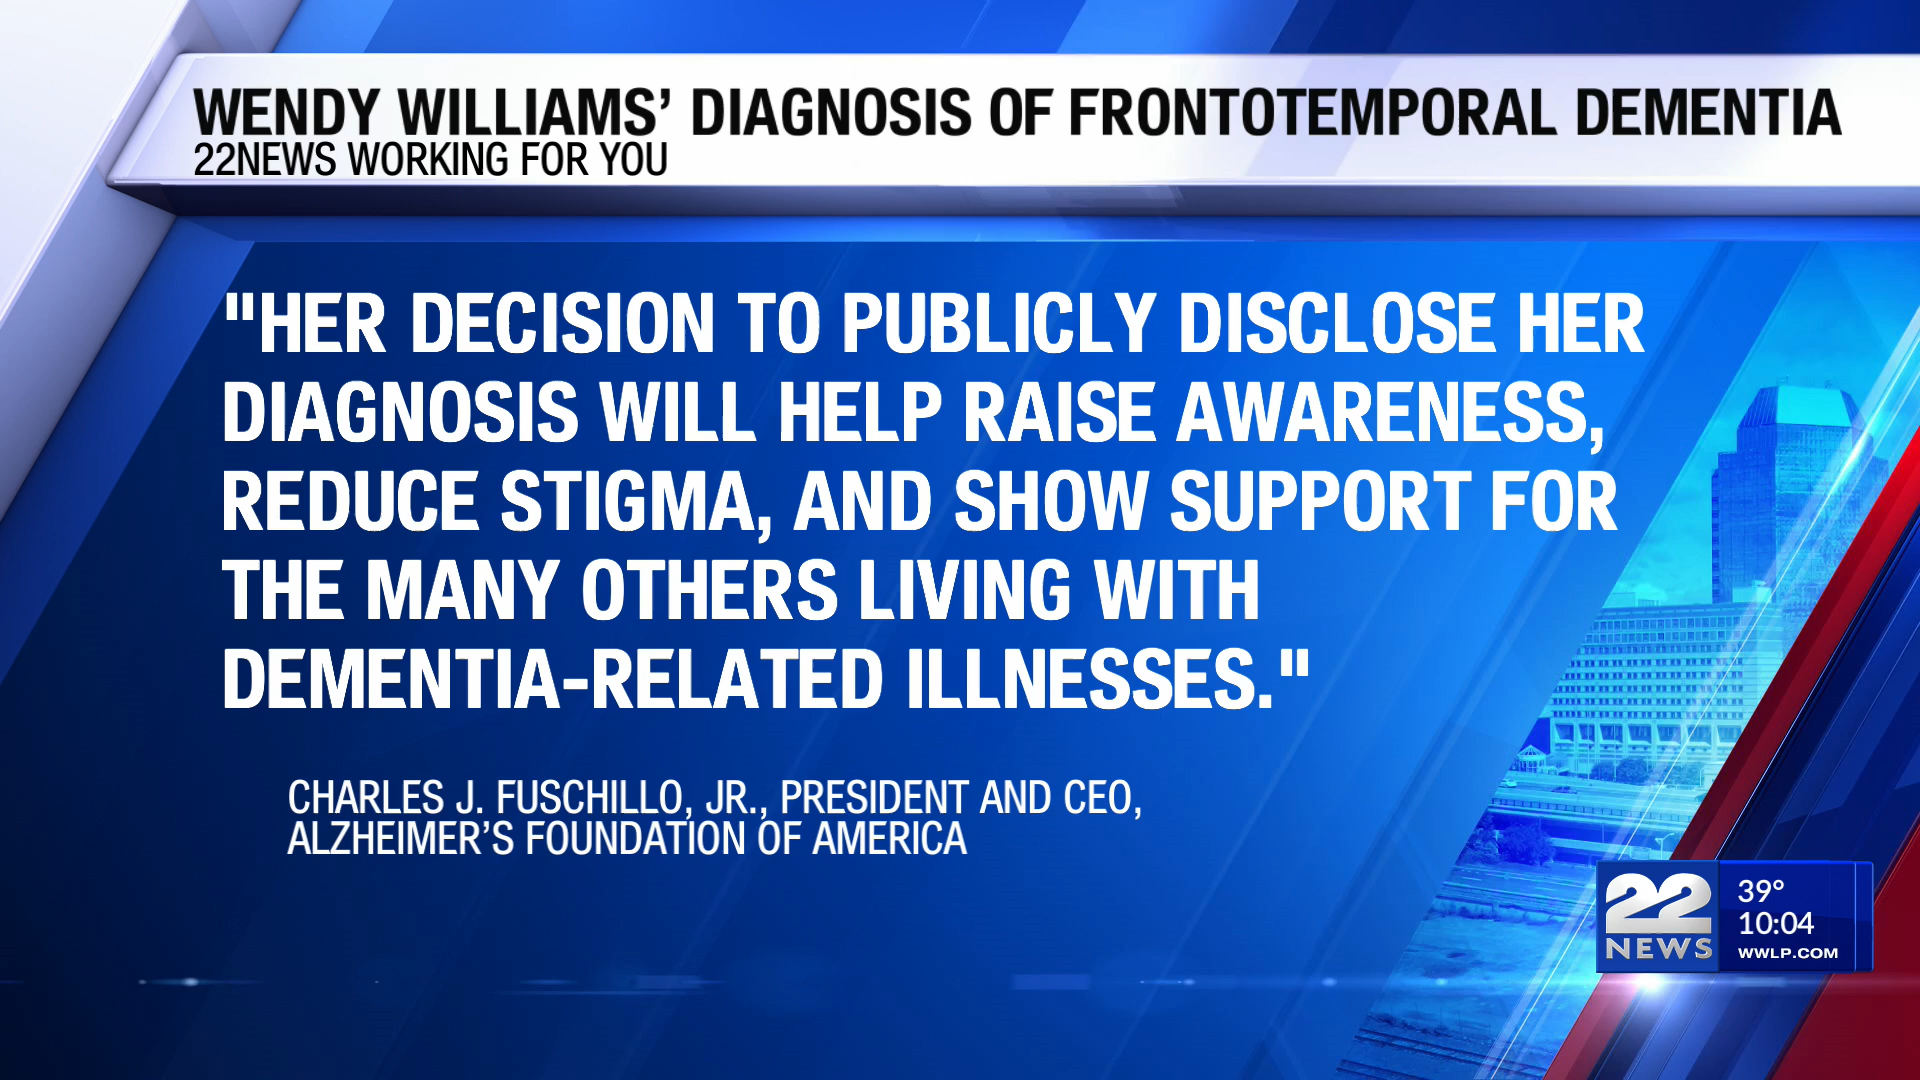 WENDY WILLIAMS’ DIAGNOSIS OF FRONTOTEMPORAL DEMENTIA
22NEWS WORKING FOR YOU
"HER DECISION TO PUBLICLY DISCLOSE HER
DIAGNOSIS WILL HELP RAISE AWARENESS,
REDUCE STIGMA, AND SHOW SUPPORT FOR
THE MANY OTHERS LIVING WITH
DEMENTIA-RELATED ILLNESSES."
CHARLES J. FUSCHILLO, JR., PRESIDENT AND CEO,
ALZHEIMER’S FOUNDATION OF AMERICA
22
NEWS
39°
10:04
WWLP.COM